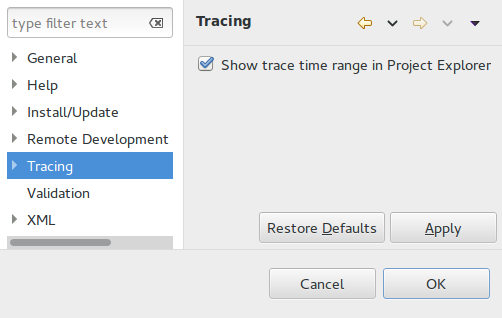 type filter text
General
Help
Install/Update
Remote Development
Tracing
Validation
XML
Tracing
Show trace time range in Project Explorer
Restore Defaults
Apply
Cancel
OK